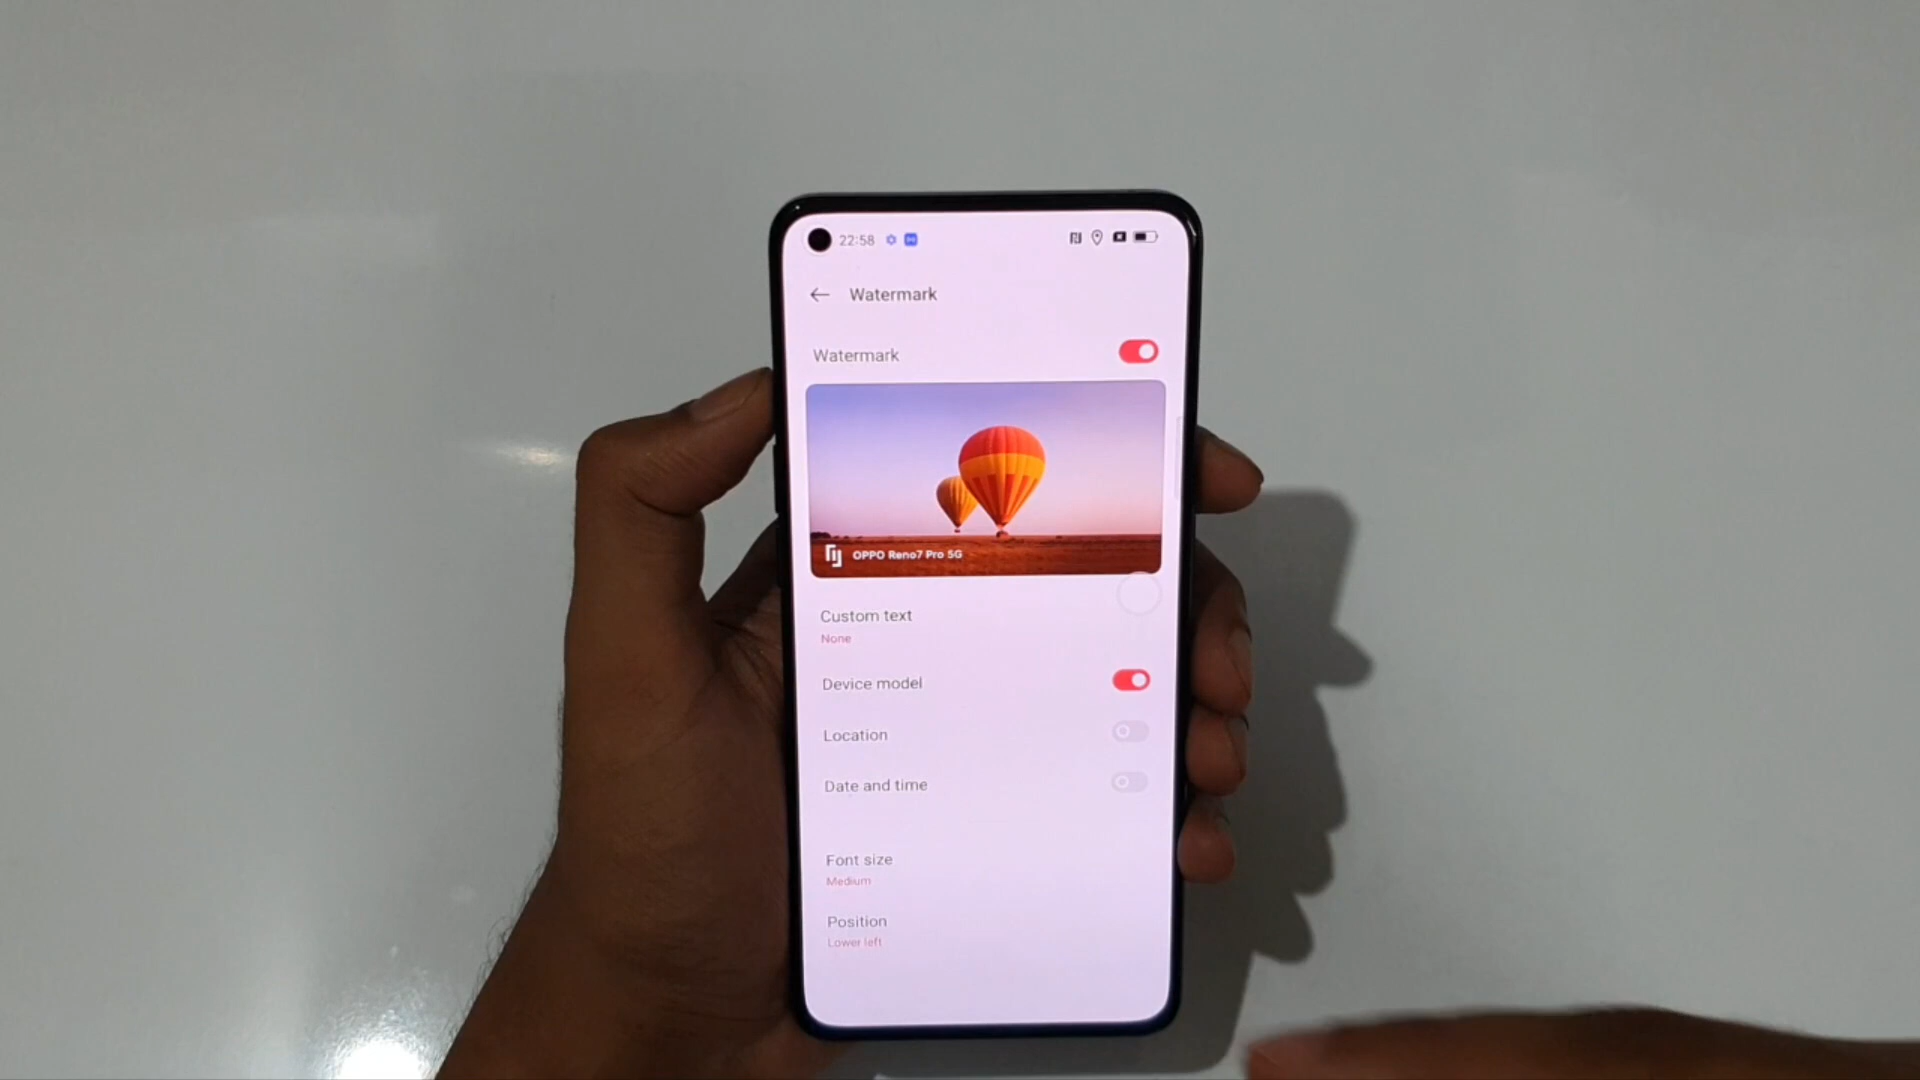 22:58
Watermark
Watermark
OPPO Reno7 Pro 5G
Custom text
None
Device model
Location
Date and time
Font size
Medium
Position
Lower left